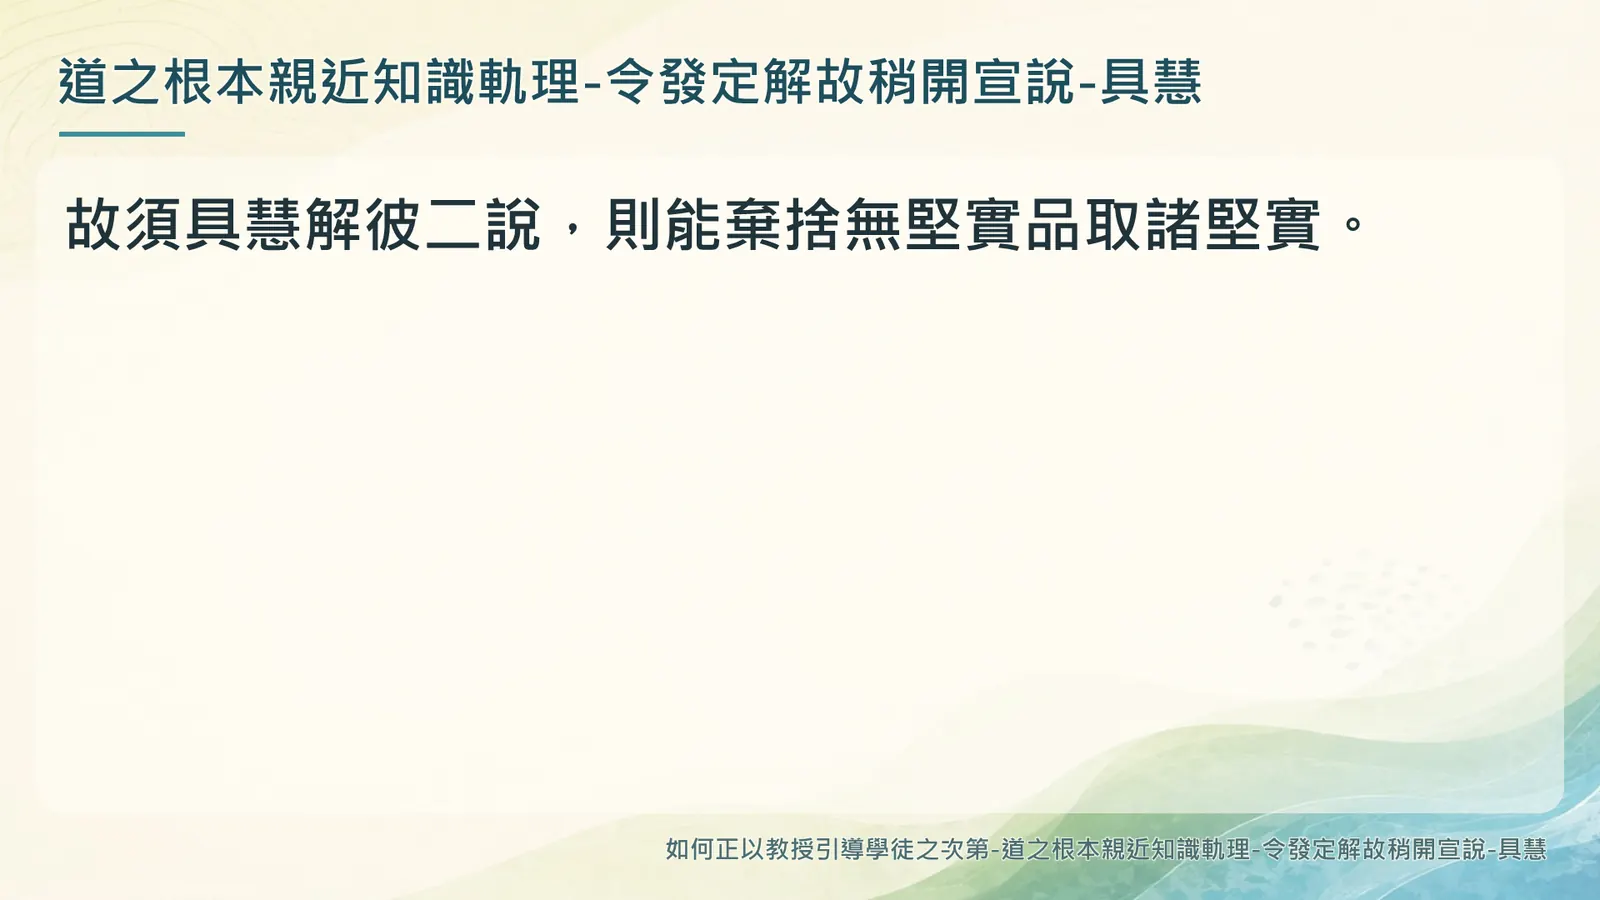 道之根本親近知識軌理-令發定解故稍開宣說-具慧
故須具慧解彼二說，則能棄捨無堅實品取諸堅實。
如何正以教授引導學徒之次第-道之根本親近知識軌理-令發定解故稍開宣說-具慧